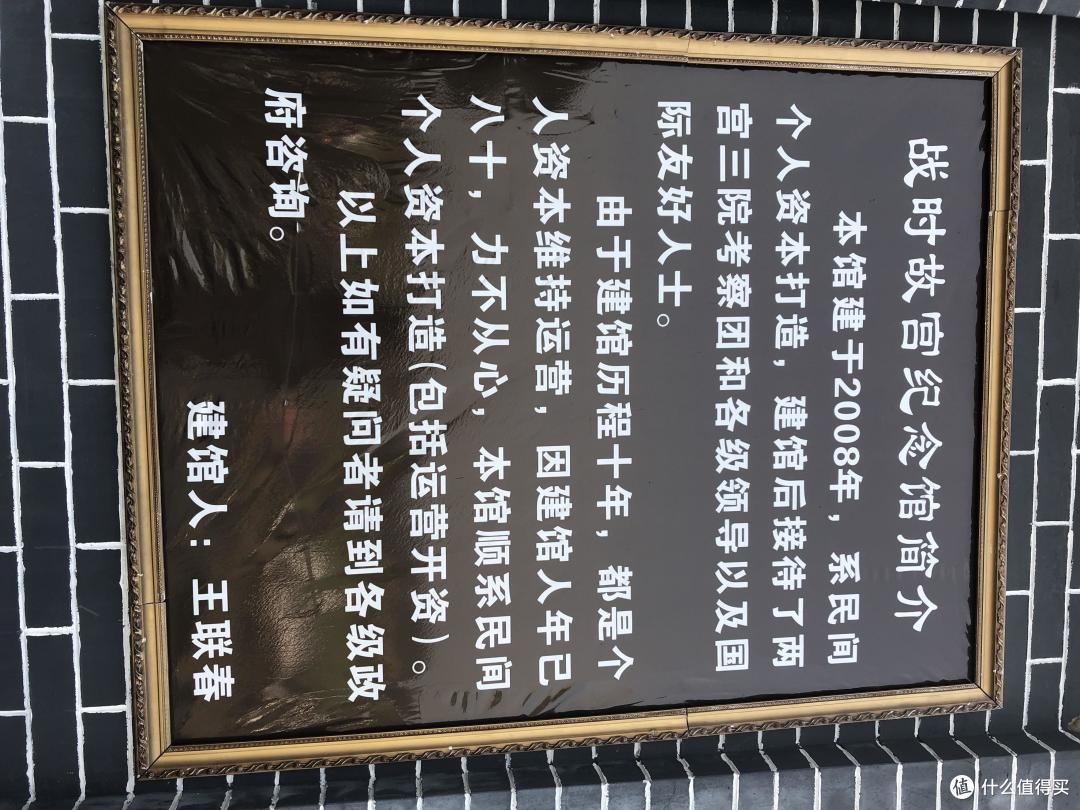 战时故宫纪念馆简介
本馆建于2008年，系民间
个人资本打造，建馆后接待了两
宫三院考察团和各级领导以及国
际友好人士。
由于建馆历程十年，都是个
人资本维持运营，因建馆人年已
八十，力不从心，本馆顺系民间
个人资本打造（包括运营开资）。
以上如有疑问者请到各级政
府咨询。
建馆人：王联春
值 什么值得买